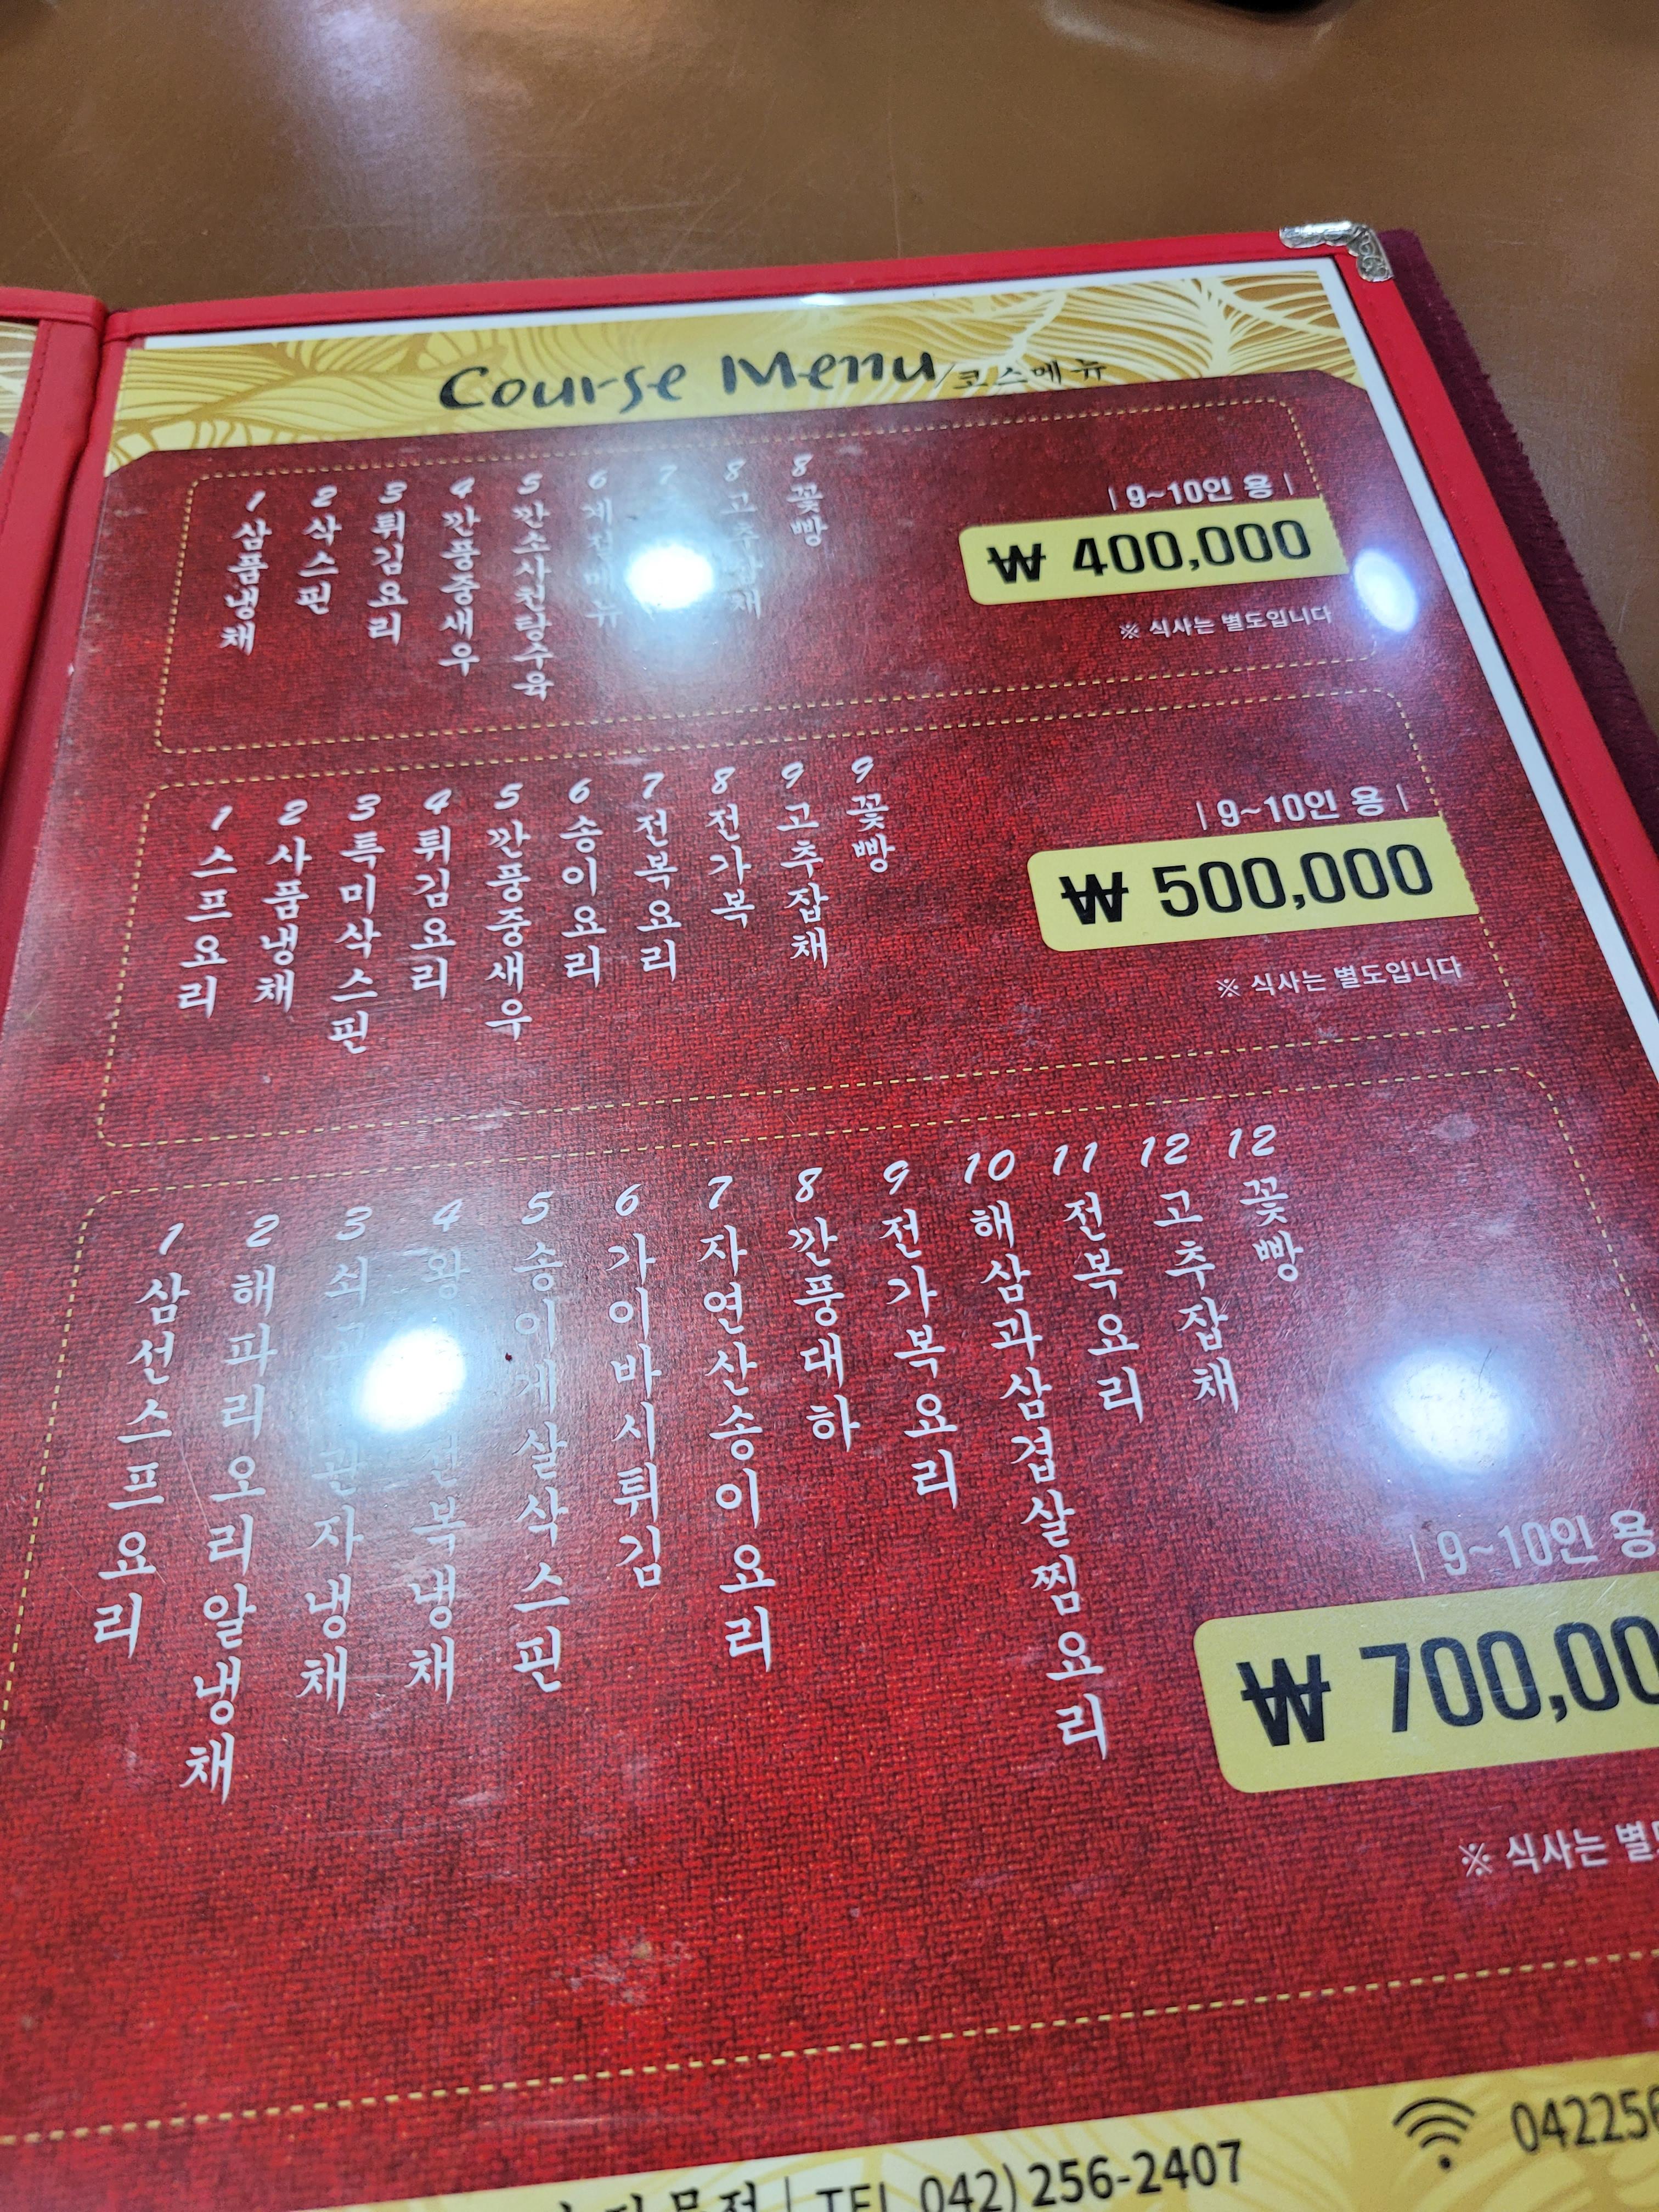 Course Menu/코스메뉴
1 삼품냉채
2 삭스핀
3 튀김요리
4 깐풍중새우
5 깐소사천탕수육
6 계절메뉴
7
8 고추잡채
8 꽃빵
| 9~10인 용 |
₩ 400,000
※ 식사는 별도입니다
1 스프요리
2 사품냉채
3 특미삭스핀
4 튀김요리
5 깐풍중새우
6 송이요리
7 전복요리
8 전가복
9 고추잡채
9 꽃빵
| 9~10인 용 |
₩ 500,000
※ 식사는 별도입니다
1 삼선스프요리
2 해파리오리알냉채
3 쇠고 관자냉채
4 왕 전복냉채
5 송이게살삭스핀
6 가이바시튀김
7 자연산송이요리
8 깐풍대하
9 전가복요리
10 해삼과삼겹살찜요리
11 전복요리
12 고추잡채
12 꽃빵
| 9~10인 용
₩ 700,00
※ 식사는 별
전문점 | TEL 042) 256-2407
042256